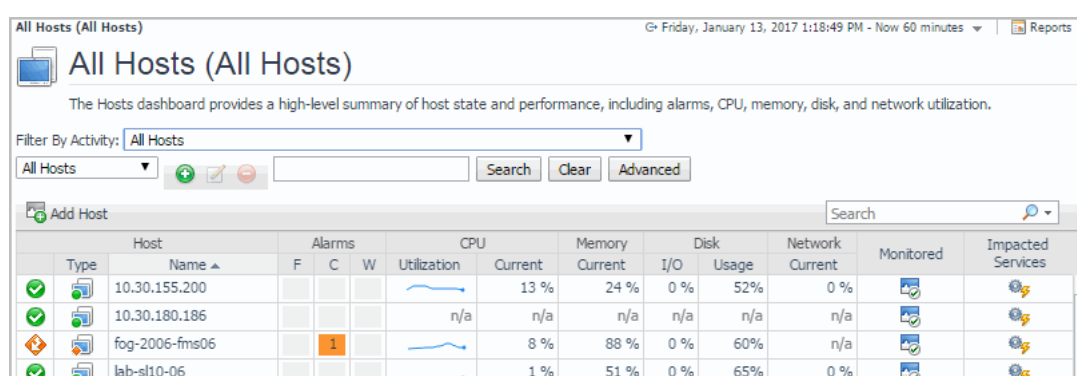 All Hosts (All Hosts) Friday, January 13, 2017 1:18:49 PM - Now 60 minutes Reports
All Hosts (All Hosts)
The Hosts dashboard provides a high-level summary of host state and performance, including alarms, CPU, memory, disk, and network utilization.
Filter By Activity: All Hosts
All Hosts Search Clear Advanced
Add Host Search
Host Alarms CPU Memory Disk Network Monitored Impacted Services
Type Name F C W Utilization Current Current I/O Usage Current
10.30.155.200 13 % 24 % 0 % 52% 0 %
10.30.180.186 n/a n/a n/a n/a n/a n/a
fog-2006-fms06 1 8 % 88 % 0 % 60% n/a
lab-sl10-06 1 % 51 % 0 % 65% 0 %